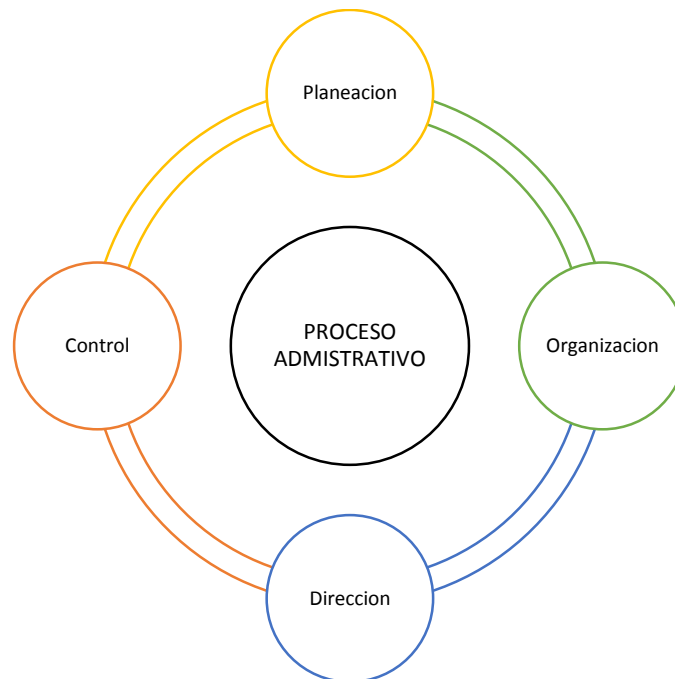 Planeacion
Control
PROCESO
ADMISTRATIVO
Organizacion
Direccion